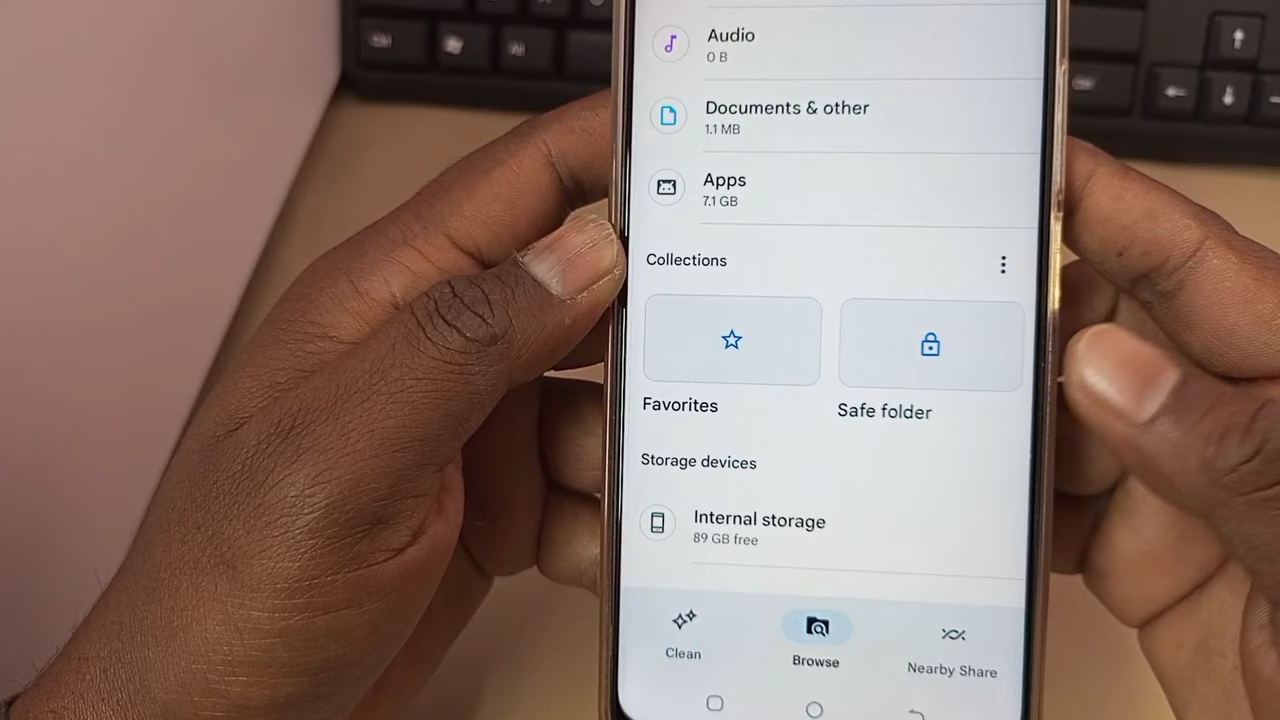 Audio
0 B
Documents & other
1.1 MB
Apps
7.1 GB
Collections
Favorites
Safe folder
Storage devices
Internal storage
89 GB free
Clean
Browse
Nearby Share